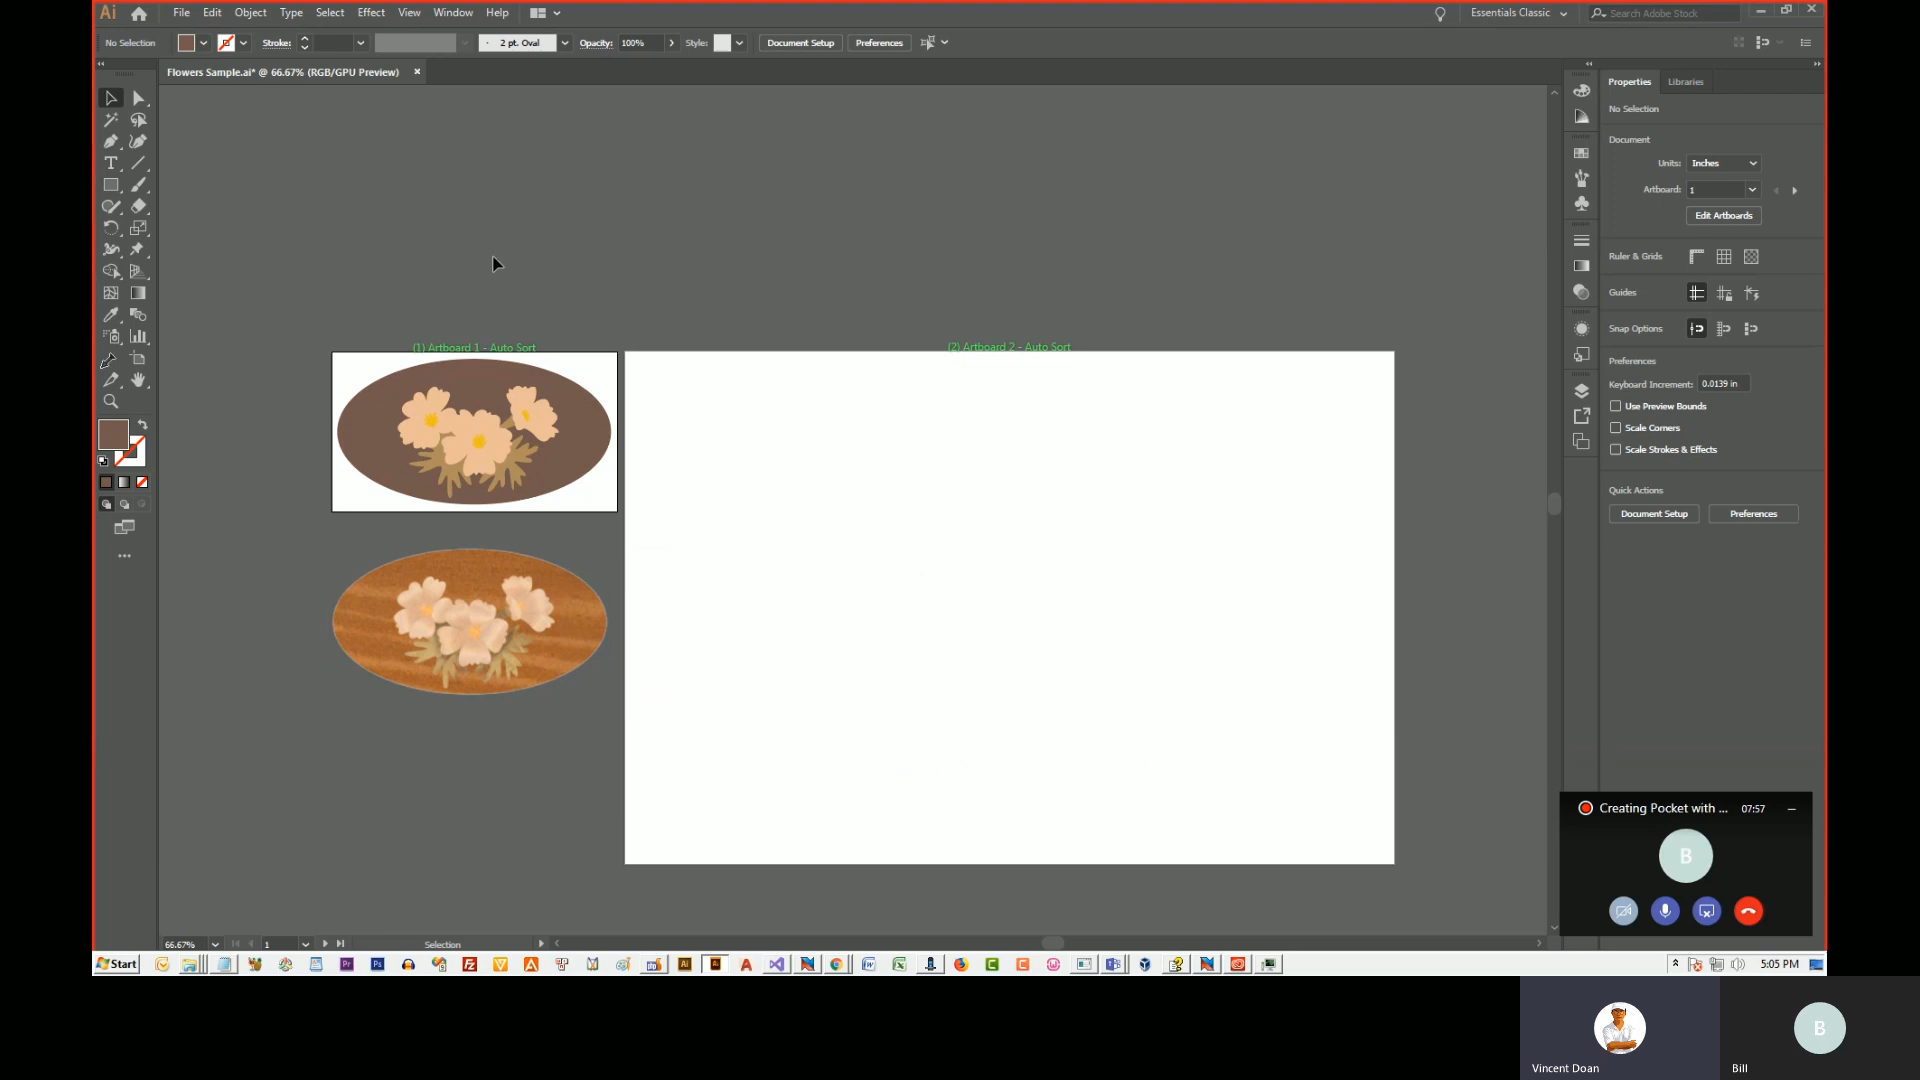 Ai File Edit Object Type Select Effect View Window Help Essentials Classic Search Adobe Stock
No Selection Stroke: 2 pt. Oval Opacity: 100% Style: Document Setup Preferences
Flowers Sample.ai* @ 66.67% (RGB/GPU Preview)
Properties Libraries
No Selection
Document
Units: Inches
Artboard: 1
Edit Artboards
Ruler & Grids
Guides
Snap Options
Preferences
Keyboard Increment: 0.0139 in
Use Preview Bounds
Scale Corners
Scale Strokes & Effects
Quick Actions
Document Setup Preferences
(1) Artboard 1 - Auto Sort
(2) Artboard 2 - Auto Sort
Creating Pocket with ... 07:57
B
66.67% 1 Selection
Start 5:05 PM
B
Vincent Doan Bill